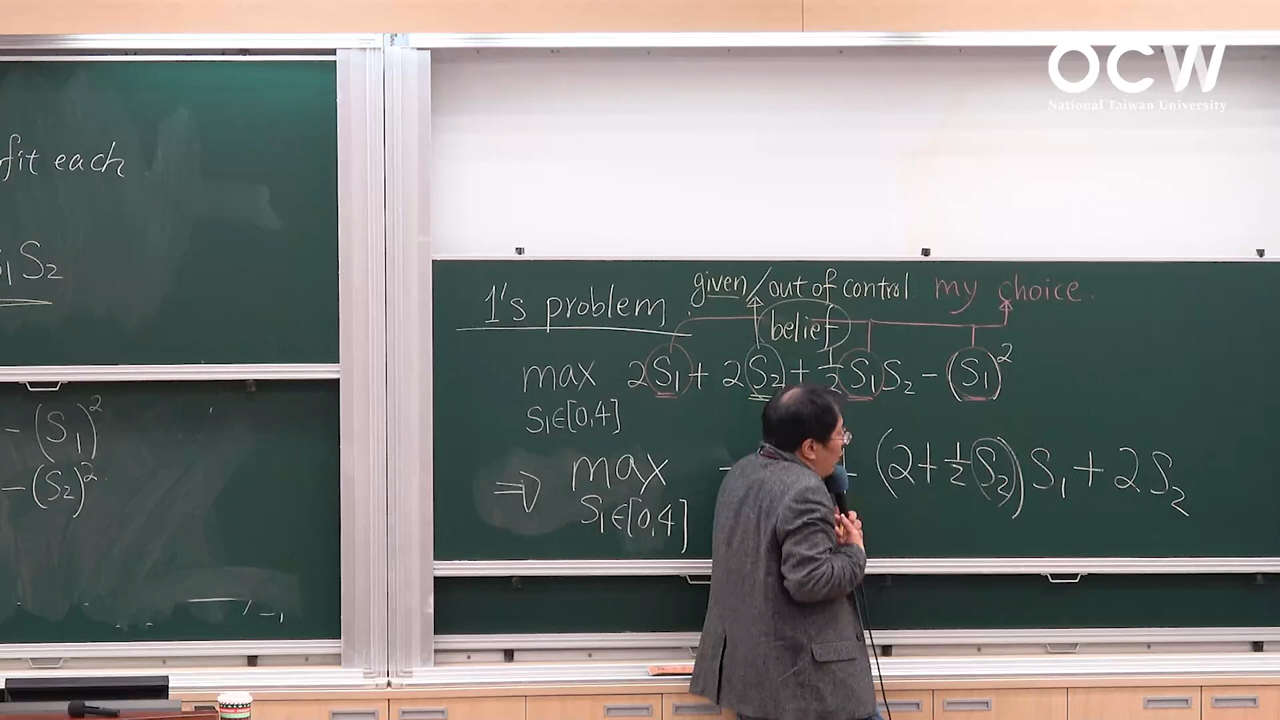 OCW
National Taiwan University
fit each
S₁S₂
-(S₁)²
-(S₂)²
1's problem
given/out of control my choice.
belief
max 2S₁ + 2S₂ + ½S₁S₂ - (S₁)²
S₁∈[0,4]
⇒ max (2+½S₂)S₁ + 2S₂
S₁∈[0,4]